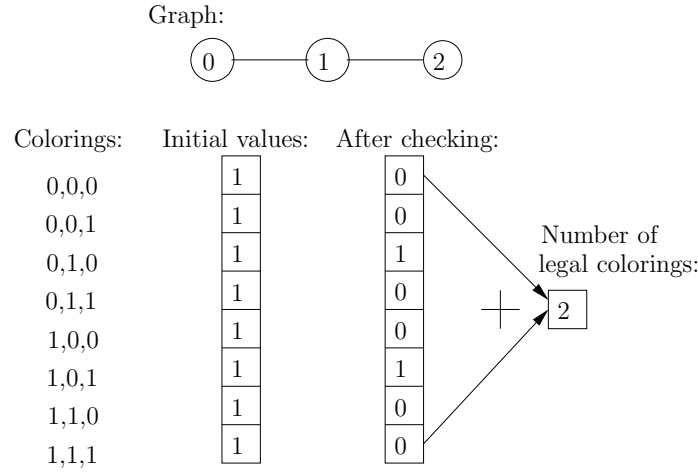 Graph:
0 1 2
Colorings: Initial values: After checking:
0,0,0 1 0
0,0,1 1 0
0,1,0 1 1
0,1,1 1 0
1,0,0 1 0
1,0,1 1 1
1,1,0 1 0
1,1,1 1 0
Number of
legal colorings:
+ 2